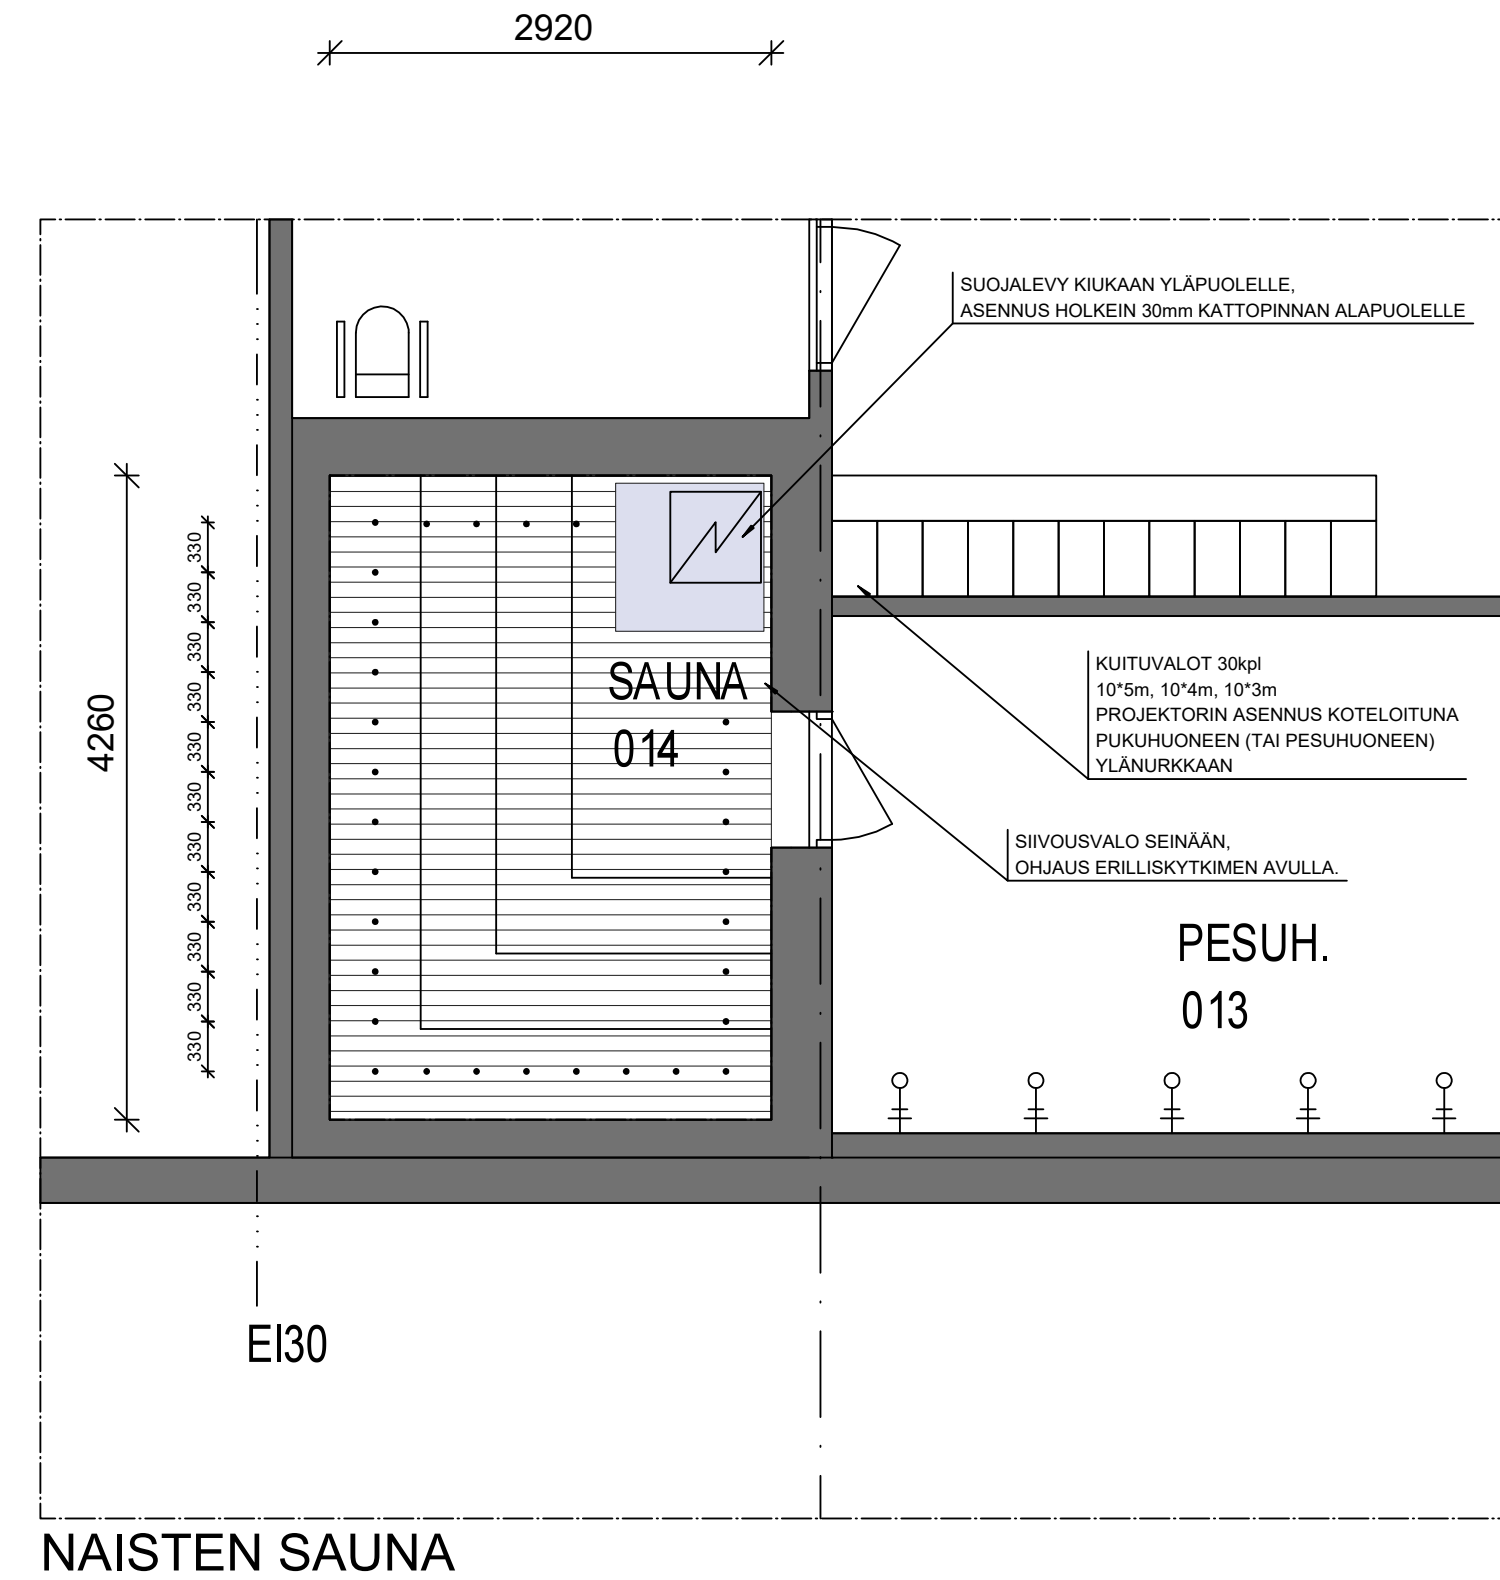 2920
SUOJALEVY KIUKAAN YLÄPUOLELLE,
ASENNUS HOLKEIN 30mm KATTOPINNAN ALAPUOLELLE
4260
330
330
330
330
330
330
330
330
330
330
330
SAUNA
014
KUITUVALOT 30kpl
10*5m, 10*4m, 10*3m
PROJEKTORIN ASENNUS KOTELOITUNA
PUKUHUONEEN (TAI PESUHUONEEN)
YLÄNURKKAAN
SIIVOUSVALO SEINÄÄN,
OHJAUS ERILLISKYTKIMEN AVULLA.
PESUH.
013
EI30
NAISTEN SAUNA